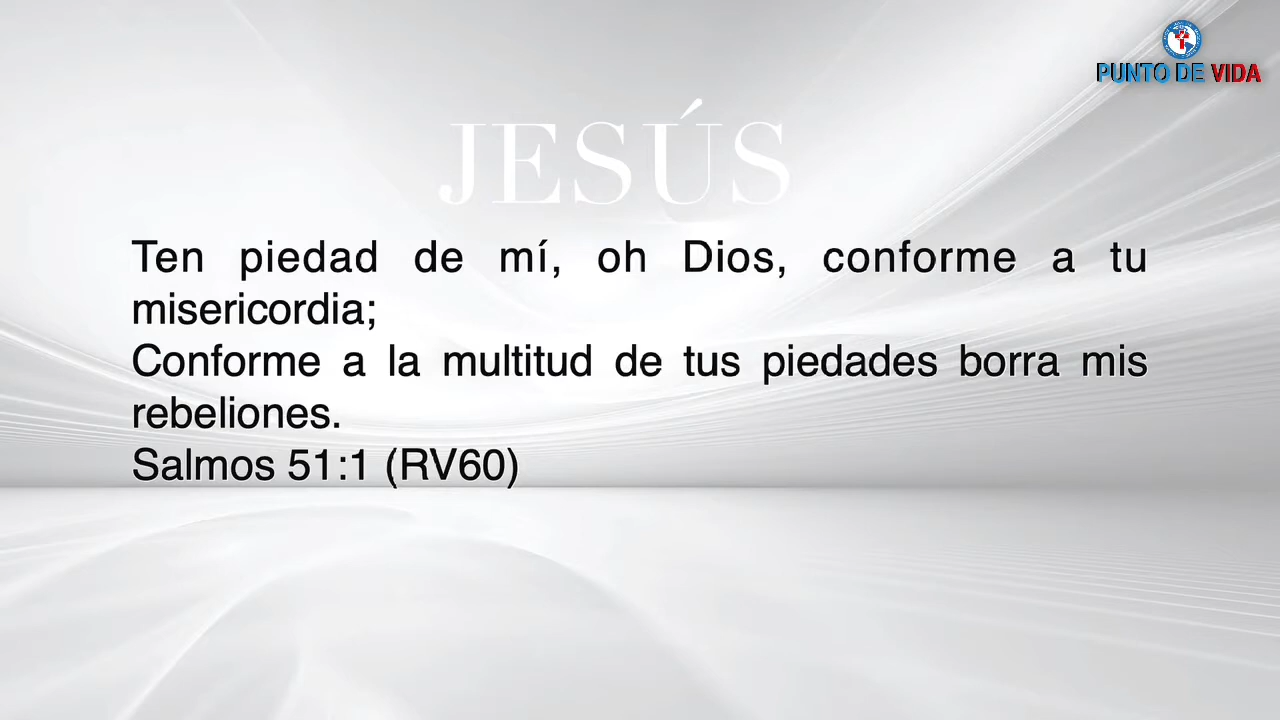 PUNTO DE VIDA
JESÚS
Ten piedad de mí, oh Dios, conforme a tu
misericordia;
Conforme a la multitud de tus piedades borra mis
rebeliones.
Salmos 51:1 (RV60)